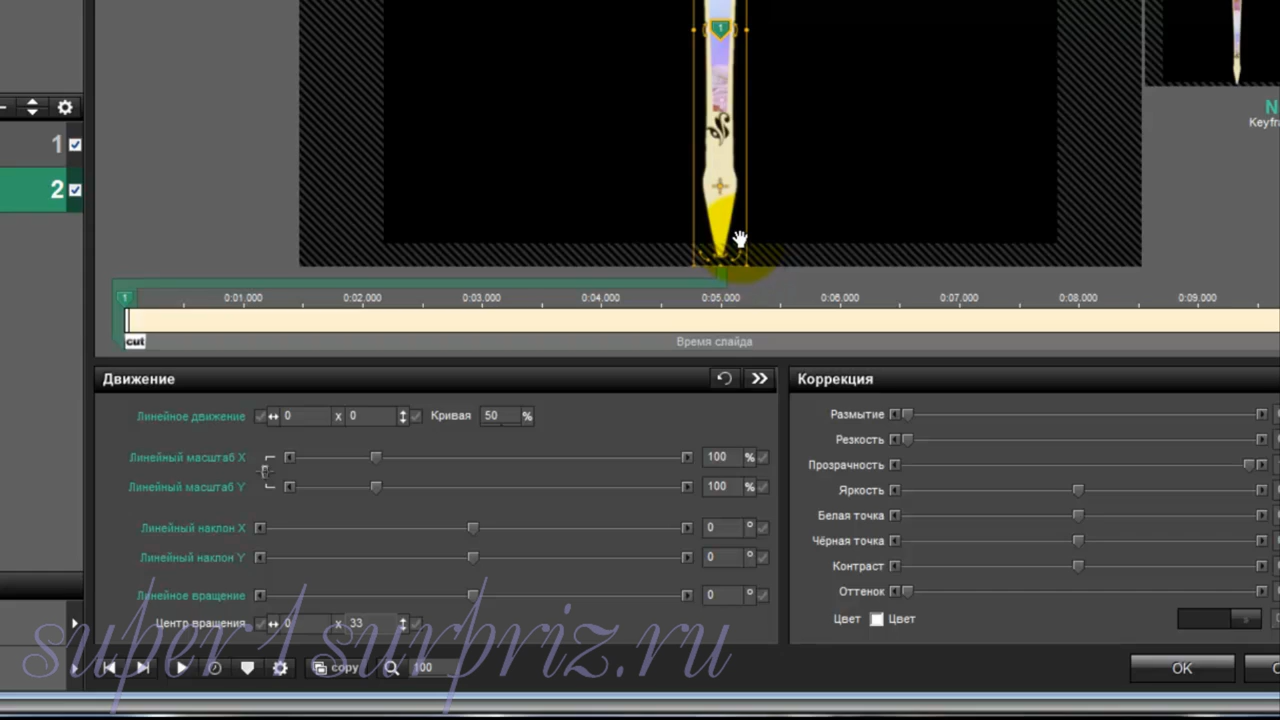 1
N
Keyfr
1
2
1 0:01.000 0:02.000 0:03.000 0:04.000 0:05.000 0:06.000 0:07.000 0:08.000 0:09.000
cut
Время слайда
Движение
Линейное движение 0 x 0 Кривая 50 %
Линейный масштаб X 100 %
Линейный масштаб Y 100 %
Линейный наклон X 0 °
Линейный наклон Y 0 °
Линейное вращение 0 °
Центр вращения 0 x 33
Коррекция
Размытие
Резкость
Прозрачность
Яркость
Белая точка
Чёрная точка
Контраст
Оттенок
Цвет Цвет
super1surpriz.ru
copy 100
OK